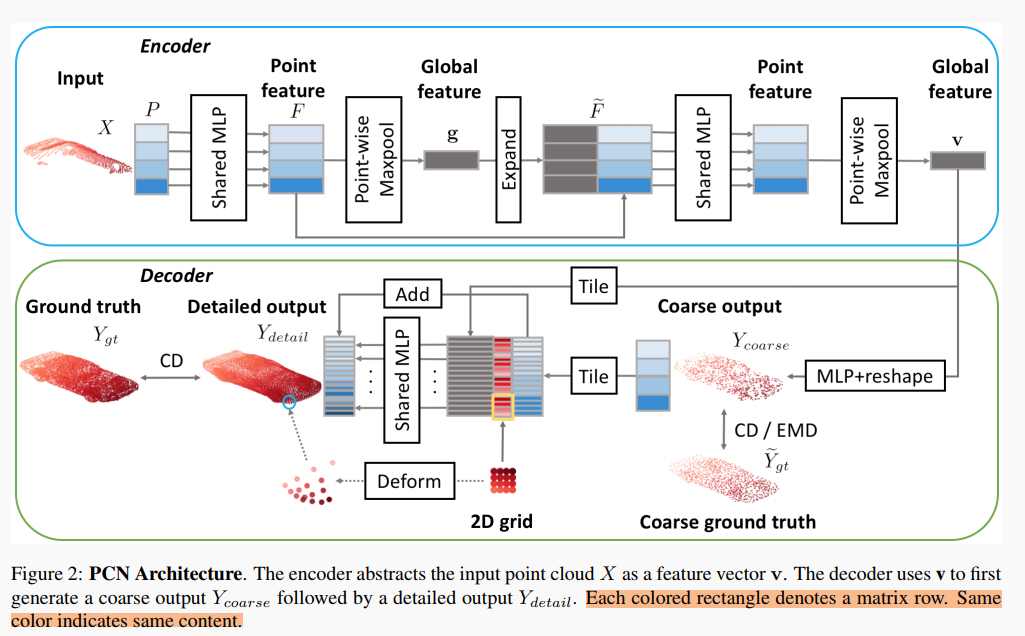 Encoder
Input
Point
feature
Global
feature
Point
feature
Global
feature
X
P
Shared MLP
F
Point-wise
Maxpool
g
Expand
F̃
Shared MLP
Point-wise
Maxpool
v
Decoder
Ground truth
Detailed output
Add
Tile
Coarse output
Y_gt
CD
Y_detail
Shared MLP
Tile
Y_coarse
MLP+reshape
CD / EMD
Ỹ_gt
Deform
2D grid
Coarse ground truth
Figure 2: PCN Architecture. The encoder abstracts the input point cloud X as a feature vector v. The decoder uses v to first
generate a coarse output Y_coarse followed by a detailed output Y_detail. Each colored rectangle denotes a matrix row. Same
color indicates same content.